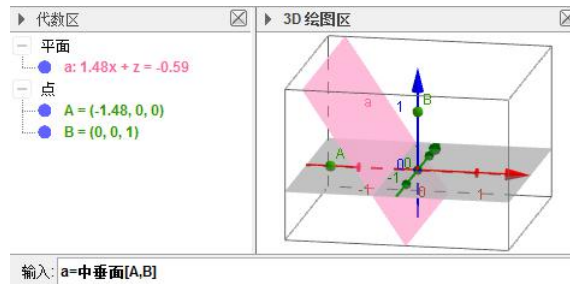 代数区
平面
a: 1.48x + z = -0.59
点
A = (-1.48, 0, 0)
B = (0, 0, 1)
3D 绘图区
a
1
B
A
0
0
-1
-1
0
1
输入: a=中垂面[A,B]